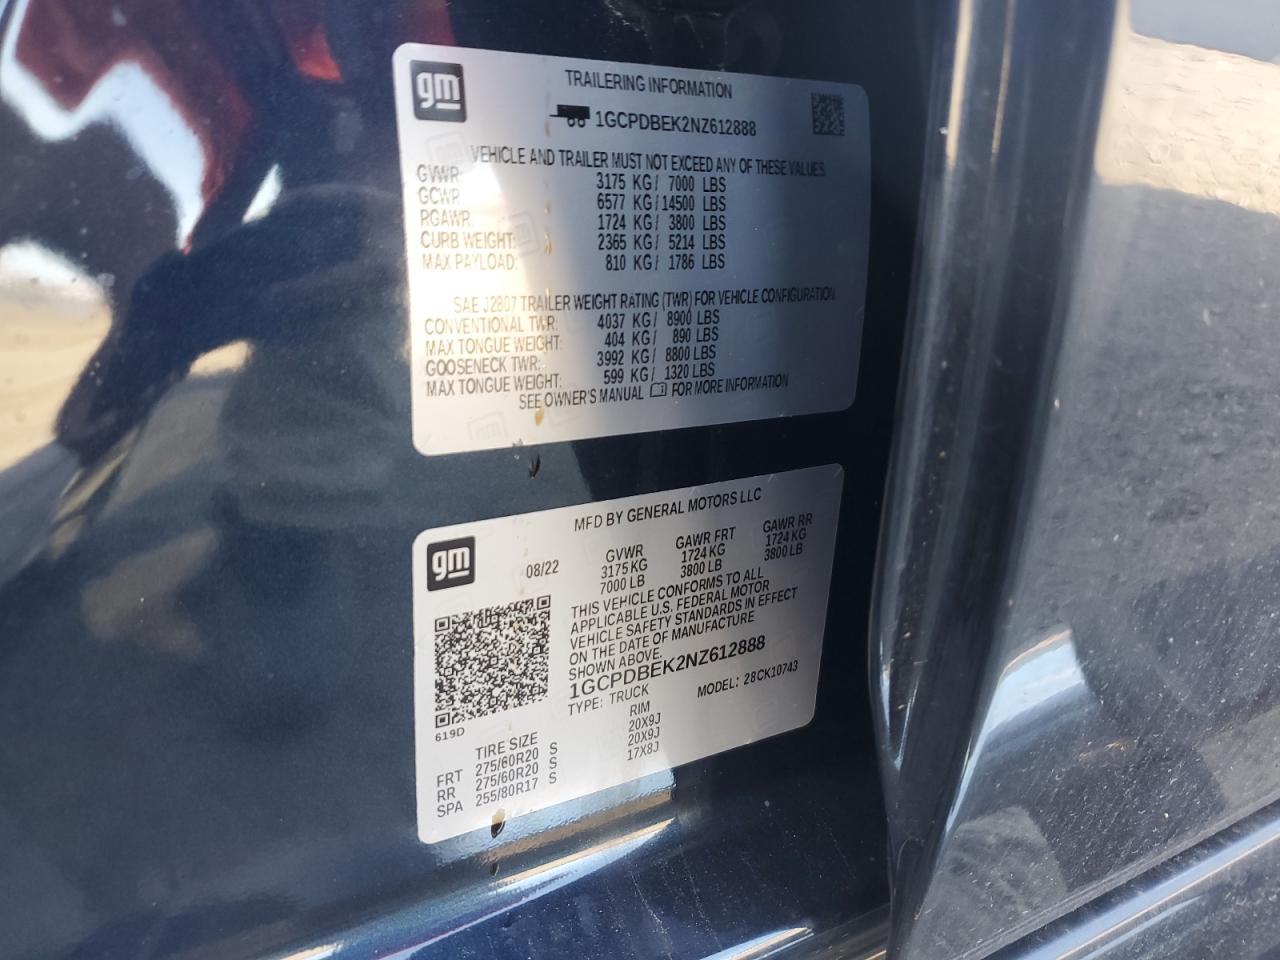 gm
TRAILERING INFORMATION
1GCPDBEK2NZ612888
VEHICLE AND TRAILER MUST NOT EXCEED ANY OF THESE VALUES
GVWR: 3175 KG/ 7000 LBS
GCWR: 6577 KG/14500 LBS
RGAWR: 1724 KG/ 3800 LBS
CURB WEIGHT: 2365 KG/ 5214 LBS
MAX PAYLOAD: 810 KG/ 1786 LBS
SAE J2807 TRAILER WEIGHT RATING (TWR) FOR VEHICLE CONFIGURATION
CONVENTIONAL TWR: 4037 KG/ 8900 LBS
MAX TONGUE WEIGHT: 404 KG/ 890 LBS
GOOSENECK TWR: 3992 KG/ 8800 LBS
MAX TONGUE WEIGHT: 599 KG/ 1320 LBS
SEE OWNER'S MANUAL FOR MORE INFORMATION
gm
MFD BY GENERAL MOTORS LLC
08/22
GVWR GAWR FRT GAWR RR
3175KG 1724KG 1724KG
7000 LB 3800 LB 3800 LB
THIS VEHICLE CONFORMS TO ALL
APPLICABLE U.S. FEDERAL MOTOR
VEHICLE SAFETY STANDARDS IN EFFECT
ON THE DATE OF MANUFACTURE
SHOWN ABOVE.
1GCPDBEK2NZ612888
TYPE: TRUCK MODEL: 28CK10743
619D
TIRE SIZE RIM
FRT 275/60R20 S 20X9J
RR 275/60R20 S 20X9J
SPA 255/80R17 S 17X8J